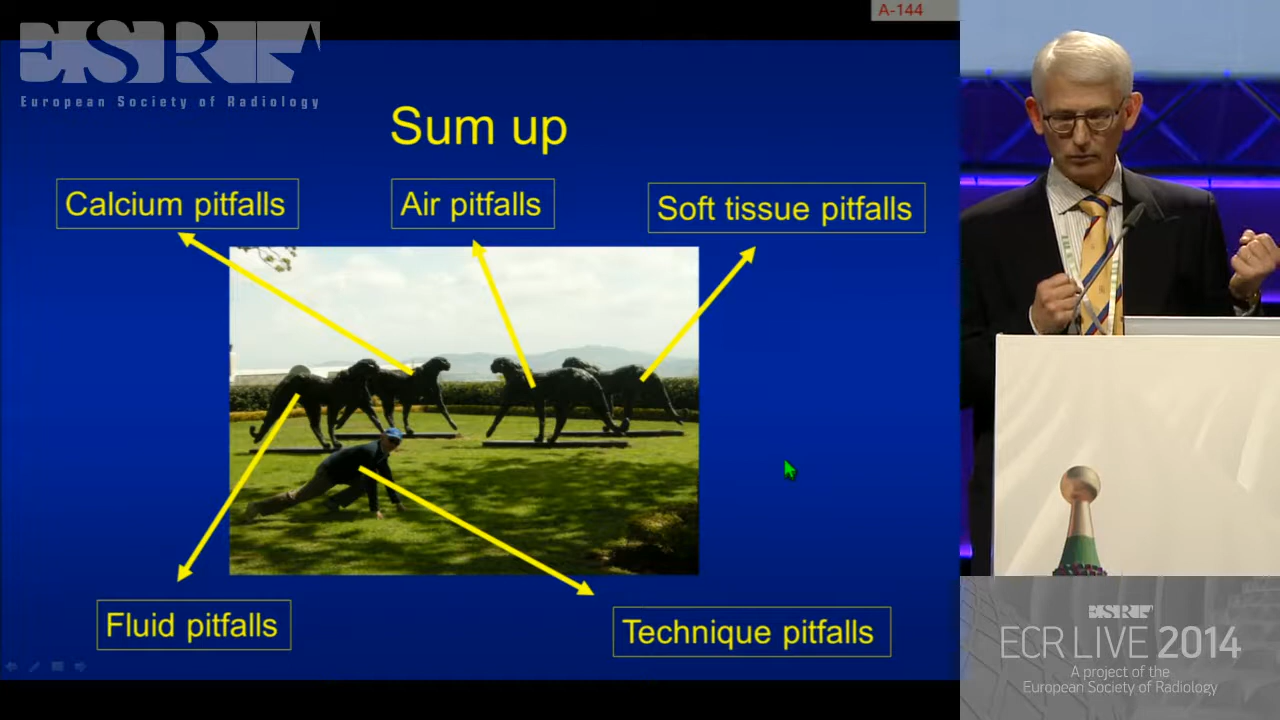 A-144
ESR
European Society of Radiology
Sum up
Calcium pitfalls
Air pitfalls
Soft tissue pitfalls
Fluid pitfalls
Technique pitfalls
ESR
ECR LIVE 2014
A project of the
European Society of Radiology